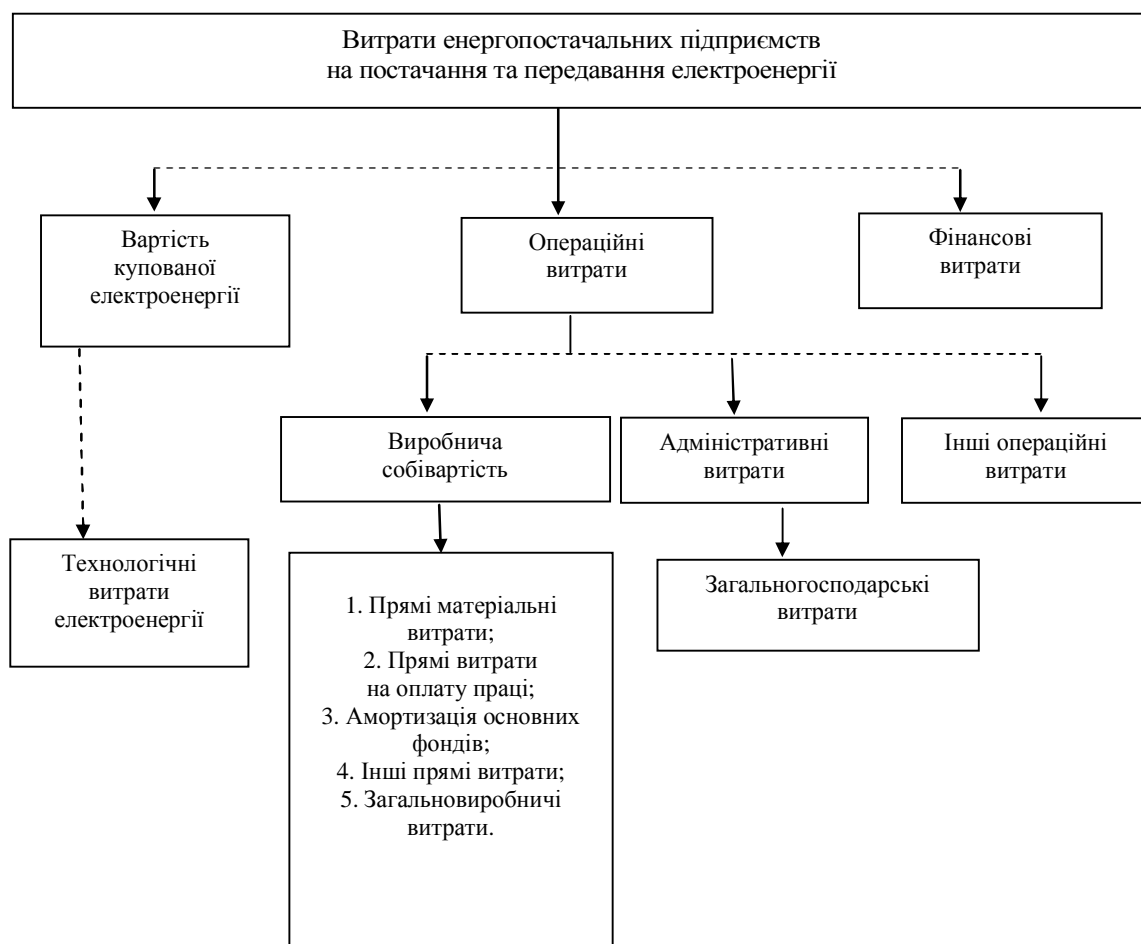 Витрати енергопостачальних підприємств
на постачання та передавання електроенергії
Вартість
купованої
електроенергії
Операційні
витрати
Фінансові
витрати
Виробнича
собівартість
Адміністративні
витрати
Інші операційні
витрати
Технологічні
витрати
електроенергії
1. Прямі матеріальні
витрати;
2. Прямі витрати
на оплату праці;
3. Амортизація основних
фондів;
4. Інші прямі витрати;
5. Загальновиробничі
витрати.
Загальногосподарські
витрати